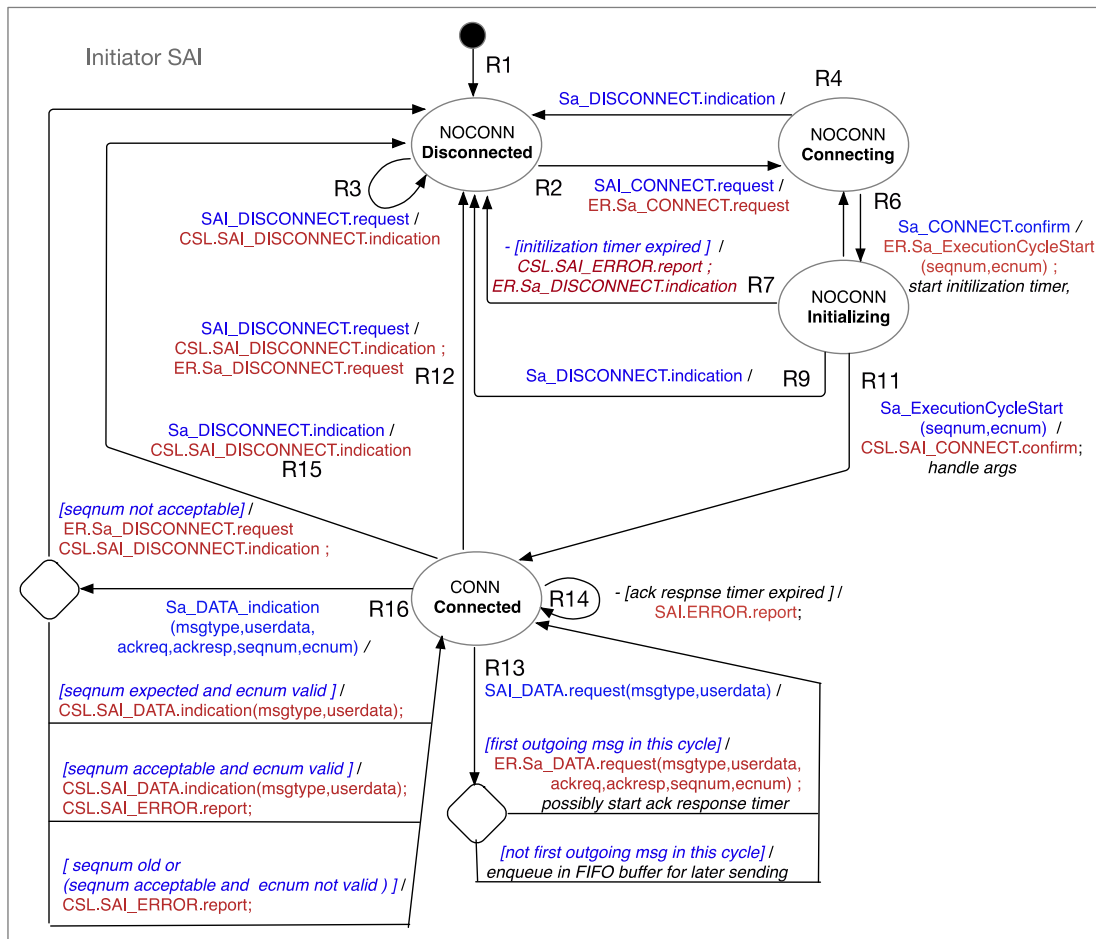 Initiator SAI
R1
R4
Sa_DISCONNECT.indication /
NOCONN
Disconnected
NOCONN
Connecting
R3
R2
SAI_CONNECT.request /
ER.Sa_CONNECT.request
SAI_DISCONNECT.request /
CSL.SAI_DISCONNECT.indication
R6
Sa_CONNECT.confirm /
ER.Sa_ExecutionCycleStart
(seqnum,ecnum) ;
start initilization timer,
- [initilization timer expired ] /
CSL.SAI_ERROR.report ;
ER.Sa_DISCONNECT.indication
R7
NOCONN
Initializing
SAI_DISCONNECT.request /
CSL.SAI_DISCONNECT.indication ;
ER.Sa_DISCONNECT.request
R12
Sa_DISCONNECT.indication /
R9
R11
Sa_ExecutionCycleStart
(seqnum,ecnum) /
CSL.SAI_CONNECT.confirm;
handle args
Sa_DISCONNECT.indication /
CSL.SAI_DISCONNECT.indication
R15
[seqnum not acceptable] /
ER.Sa_DISCONNECT.request
CSL.SAI_DISCONNECT.indication ;
CONN
Connected
R14
- [ack respnse timer expired ] /
SAI.ERROR.report;
R16
Sa_DATA_indication
(msgtype,userdata,
ackreq,ackresp,seqnum,ecnum) /
R13
SAI_DATA.request(msgtype,userdata) /
[seqnum expected and ecnum valid ] /
CSL.SAI_DATA.indication(msgtype,userdata);
[first outgoing msg in this cycle] /
ER.Sa_DATA.request(msgtype,userdata,
ackreq,ackresp,seqnum,ecnum) ;
possibly start ack response timer
[seqnum acceptable and ecnum valid ] /
CSL.SAI_DATA.indication(msgtype,userdata);
CSL.SAI_ERROR.report;
[not first outgoing msg in this cycle] /
enqueue in FIFO buffer for later sending
[ seqnum old or
(seqnum acceptable and ecnum not valid ) ] /
CSL.SAI_ERROR.report;